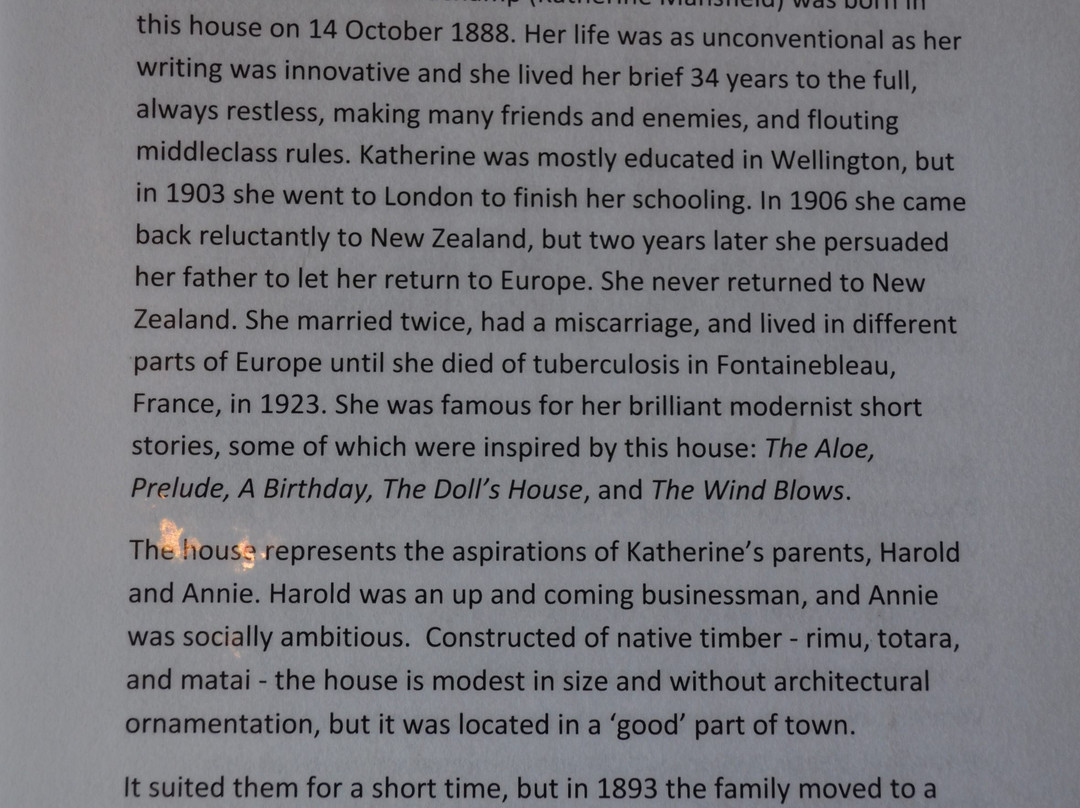 (Katherine Mansfield) was born in
this house on 14 October 1888. Her life was as unconventional as her
writing was innovative and she lived her brief 34 years to the full,
always restless, making many friends and enemies, and flouting
middleclass rules. Katherine was mostly educated in Wellington, but
in 1903 she went to London to finish her schooling. In 1906 she came
back reluctantly to New Zealand, but two years later she persuaded
her father to let her return to Europe. She never returned to New
Zealand. She married twice, had a miscarriage, and lived in different
parts of Europe until she died of tuberculosis in Fontainebleau,
France, in 1923. She was famous for her brilliant modernist short
stories, some of which were inspired by this house: The Aloe,
Prelude, A Birthday, The Doll's House, and The Wind Blows.
The house represents the aspirations of Katherine's parents, Harold
and Annie. Harold was an up and coming businessman, and Annie
was socially ambitious.  Constructed of native timber - rimu, totara,
and matai - the house is modest in size and without architectural
ornamentation, but it was located in a 'good' part of town.
It suited them for a short time, but in 1893 the family moved to a